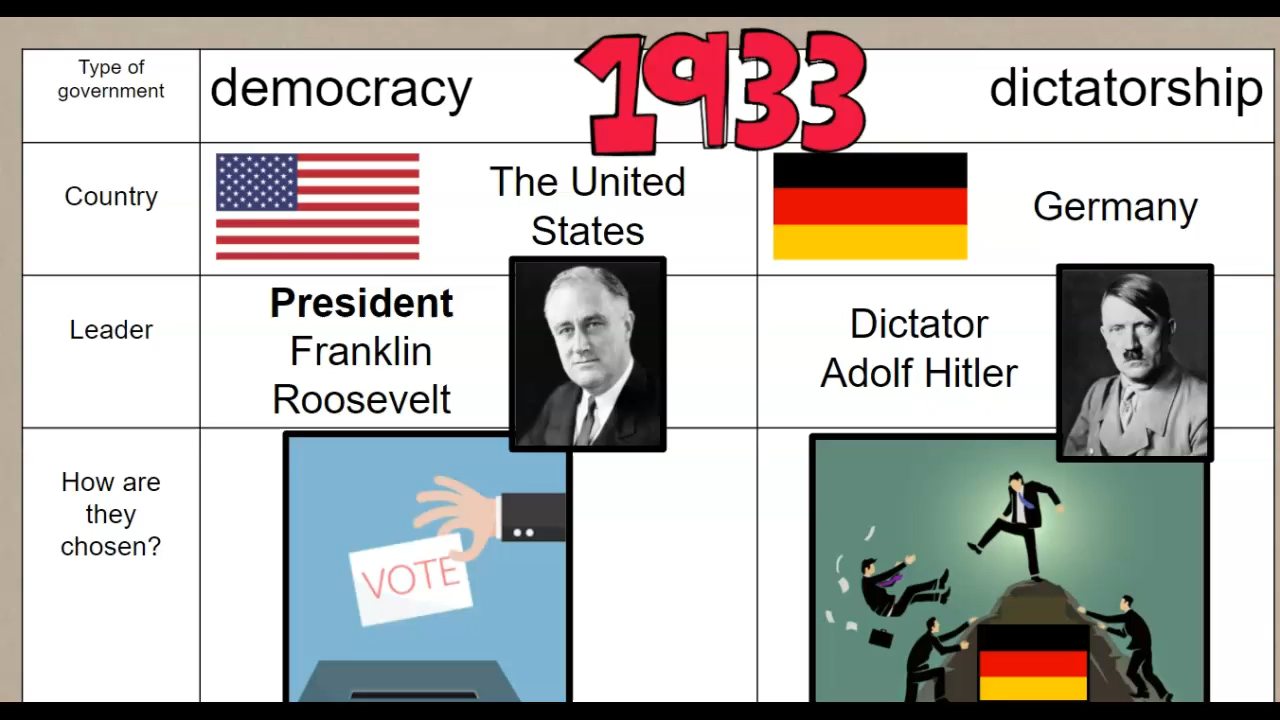 1933
Type of
government
democracy
dictatorship
Country
The United
States
Germany
Leader
President
Franklin
Roosevelt
Dictator
Adolf Hitler
How are
they
chosen?
VOTE